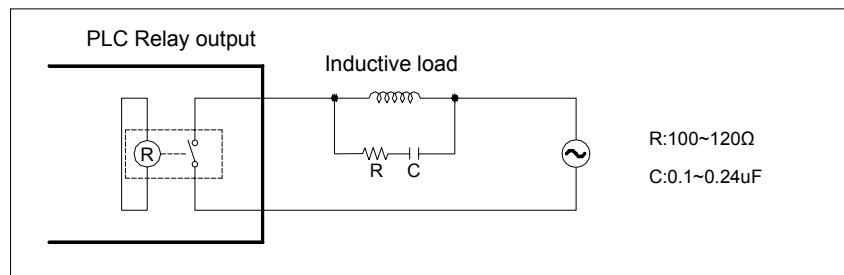 PLC Relay output
Inductive load
R
R C
R:100~120Ω
C:0.1~0.24uF